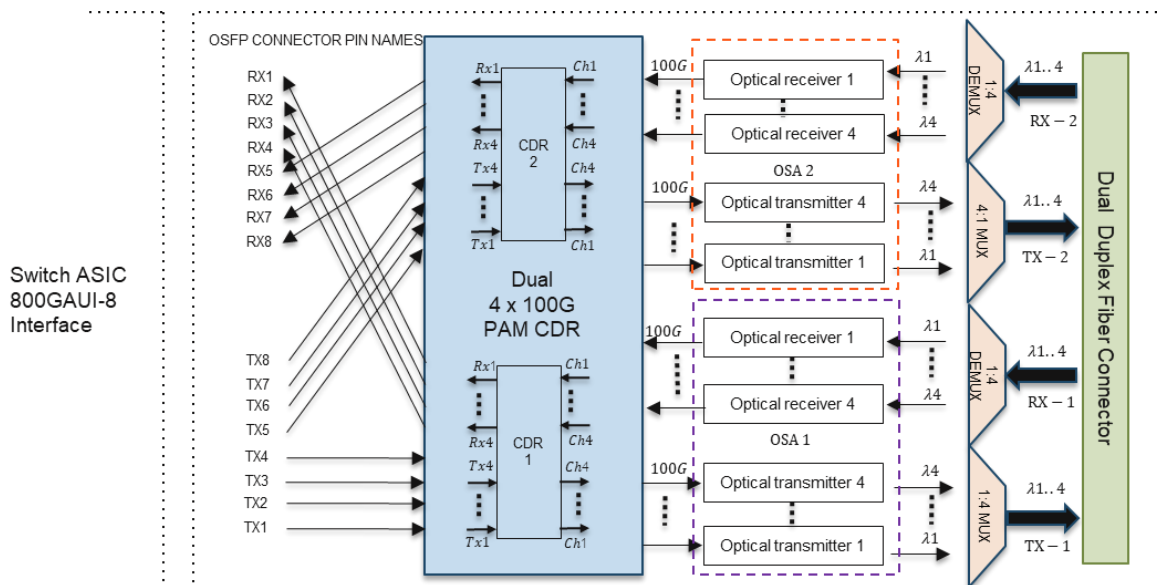 Switch ASIC
800GAUI-8
Interface
OSFP CONNECTOR PIN NAMES
RX1
RX2
RX3
RX4
RX5
RX6
RX7
RX8
TX8
TX7
TX6
TX5
TX4
TX3
TX2
TX1
Rx1
Ch1
Rx4
Ch4
CDR
2
Tx4
Ch4
Tx1
Ch1
Dual
4 x 100G
PAM CDR
Rx1
Ch1
Rx4
Ch4
CDR
1
Tx4
Ch4
Tx1
Ch1
100G
Optical receiver 1
λ1
Optical receiver 4
λ4
OSA 2
100G
Optical transmitter 4
λ4
Optical transmitter 1
λ1
100G
Optical receiver 1
λ1
Optical receiver 4
λ4
OSA 1
100G
Optical transmitter 4
λ4
Optical transmitter 1
λ1
1:4
DEMUX
λ1.. 4
RX − 2
4:1 MUX
λ1.. 4
TX − 2
1:4
DEMUX
λ1.. 4
RX − 1
1:4 MUX
λ1.. 4
TX − 1
Dual Duplex Fiber Connector